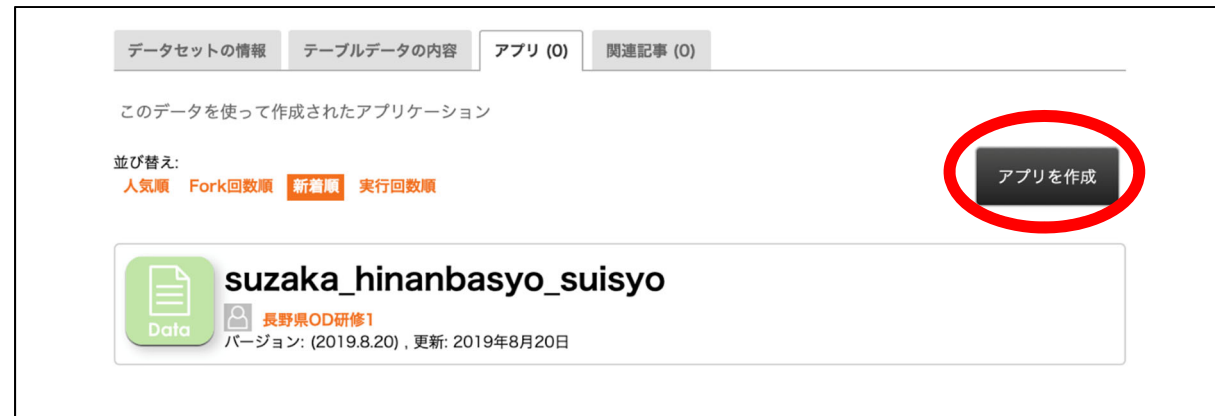 データセットの情報 テーブルデータの内容 アプリ (0) 関連記事 (0)
このデータを使って作成されたアプリケーション
並び替え:
人気順 Fork回数順 新着順 実行回数順
アプリを作成
suzaka_hinanbasyo_suisyo
Data
長野県OD研修1
バージョン: (2019.8.20) , 更新: 2019年8月20日